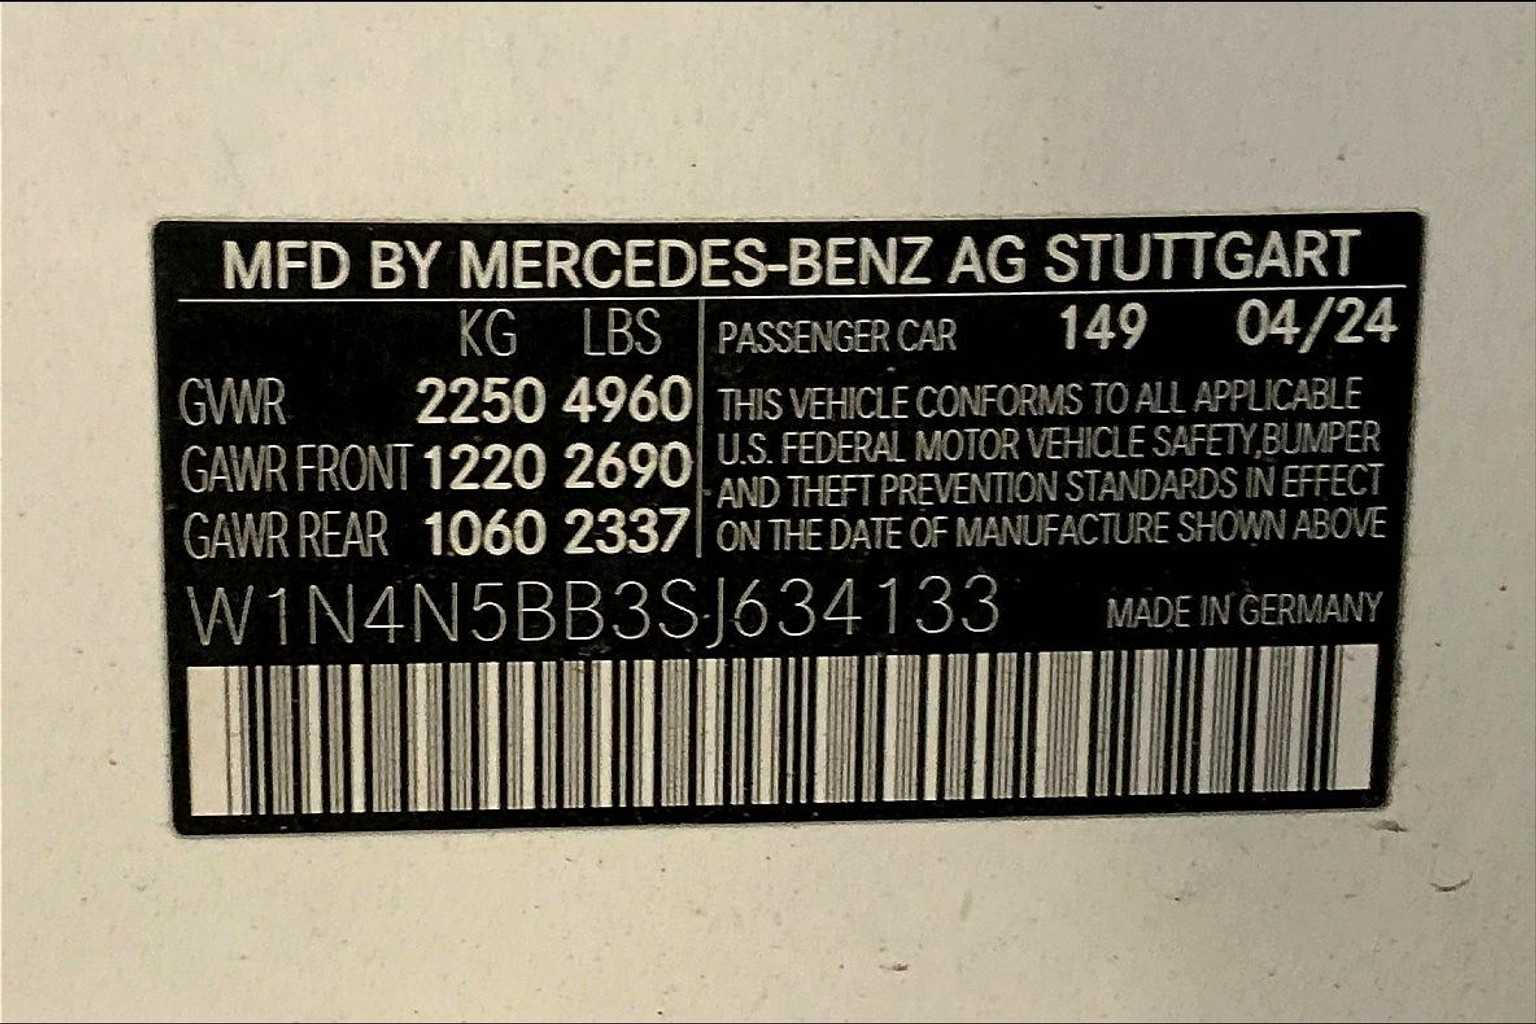 MFD BY MERCEDES-BENZ AG STUTTGART
KG LBS
GVWR 2250 4960
GAWR FRONT 1220 2690
GAWR REAR 1060 2337
PASSENGER CAR 149 04/24
THIS VEHICLE CONFORMS TO ALL APPLICABLE
U.S. FEDERAL MOTOR VEHICLE SAFETY,BUMPER
AND THEFT PREVENTION STANDARDS IN EFFECT
ON THE DATE OF MANUFACTURE SHOWN ABOVE
W1N4N5BB3SJ634133 MADE IN GERMANY